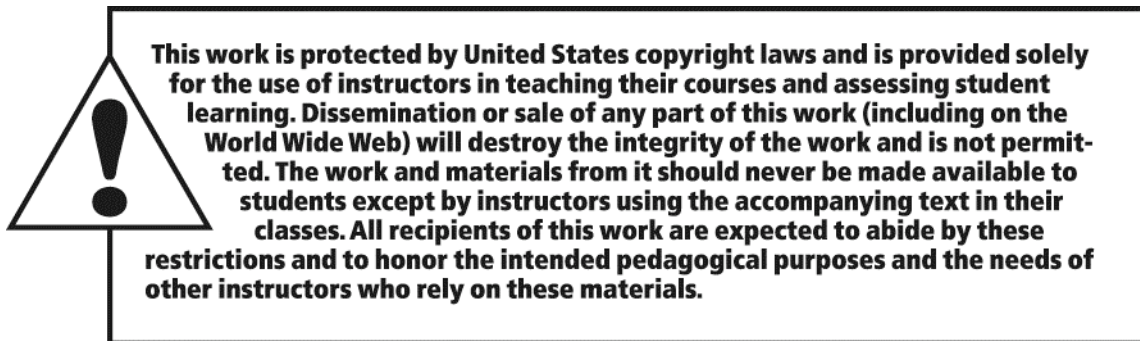 This work is protected by United States copyright laws and is provided solely
for the use of instructors in teaching their courses and assessing student
learning. Dissemination or sale of any part of this work (including on the
World Wide Web) will destroy the integrity of the work and is not permit-
ted. The work and materials from it should never be made available to
students except by instructors using the accompanying text in their
classes. All recipients of this work are expected to abide by these
restrictions and to honor the intended pedagogical purposes and the needs of
other instructors who rely on these materials.